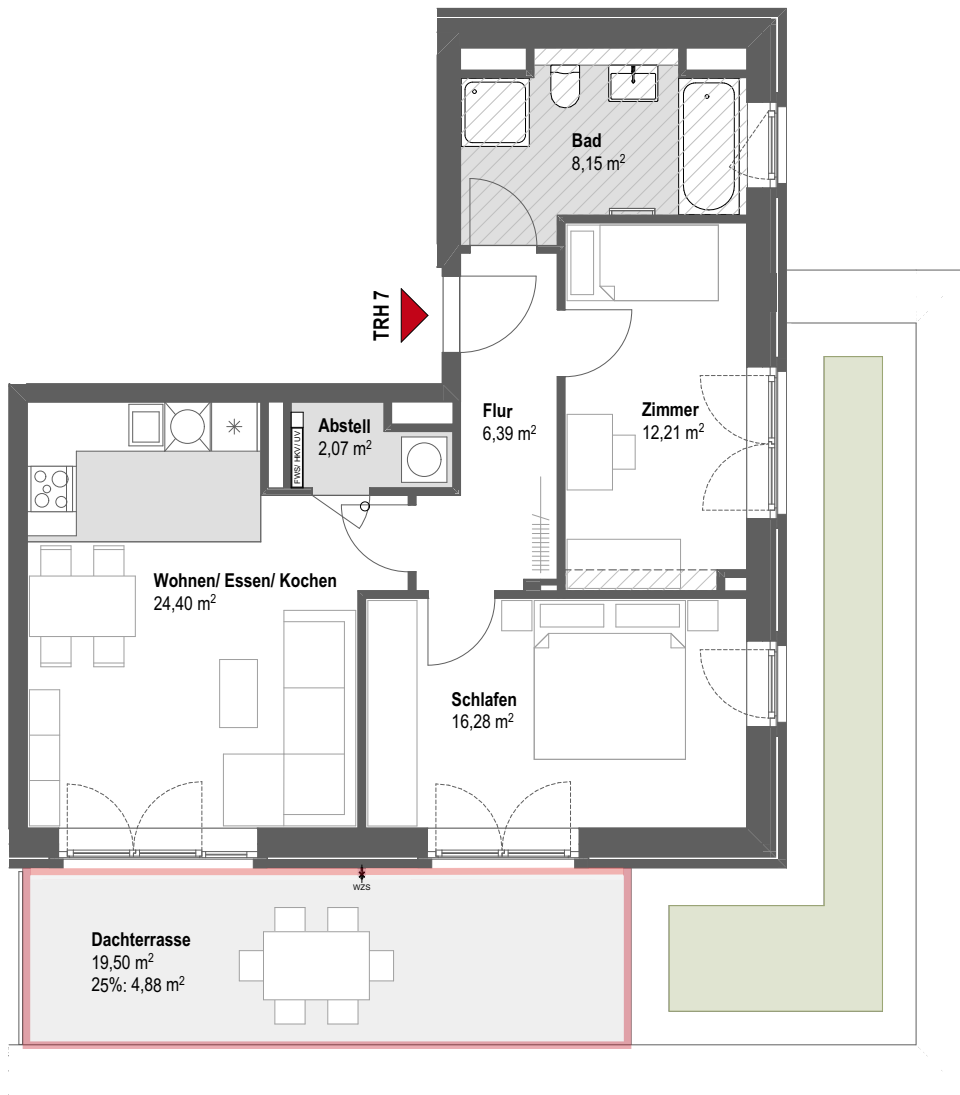 Bad
8,15 m²
TRH 7
Flur
6,39 m²
Zimmer
12,21 m²
Abstell
2,07 m²
FWS/ HKV/ UV
Wohnen/ Essen/ Kochen
24,40 m²
Schlafen
16,28 m²
wzs
Dachterrasse
19,50 m²
25%: 4,88 m²